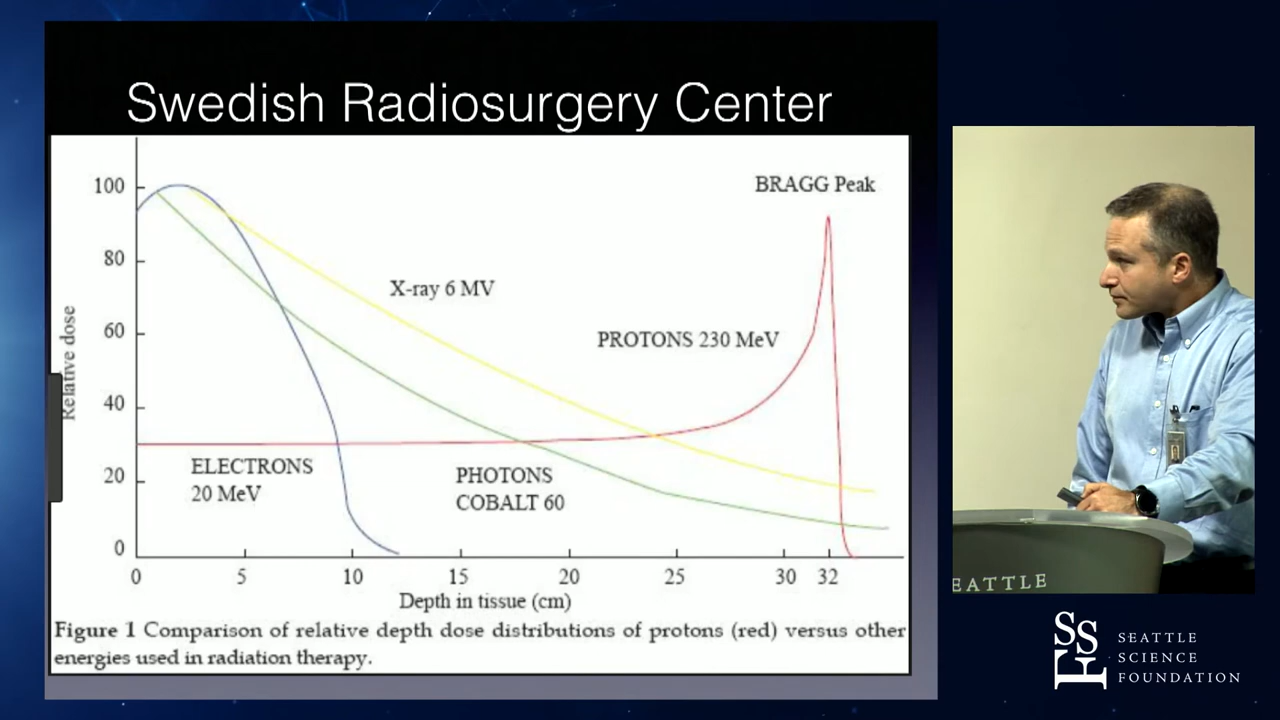 Swedish Radiosurgery Center
100
80
60
40
20
0
Relative dose
BRAGG Peak
X-ray 6 MV
PROTONS 230 MeV
ELECTRONS
20 MeV
PHOTONS
COBALT 60
0 5 10 15 20 25 30 32
Depth in tissue (cm)
Figure 1 Comparison of relative depth dose distributions of protons (red) versus other
energies used in radiation therapy.
EATTLE
SSF
SEATTLE
SCIENCE
FOUNDATION